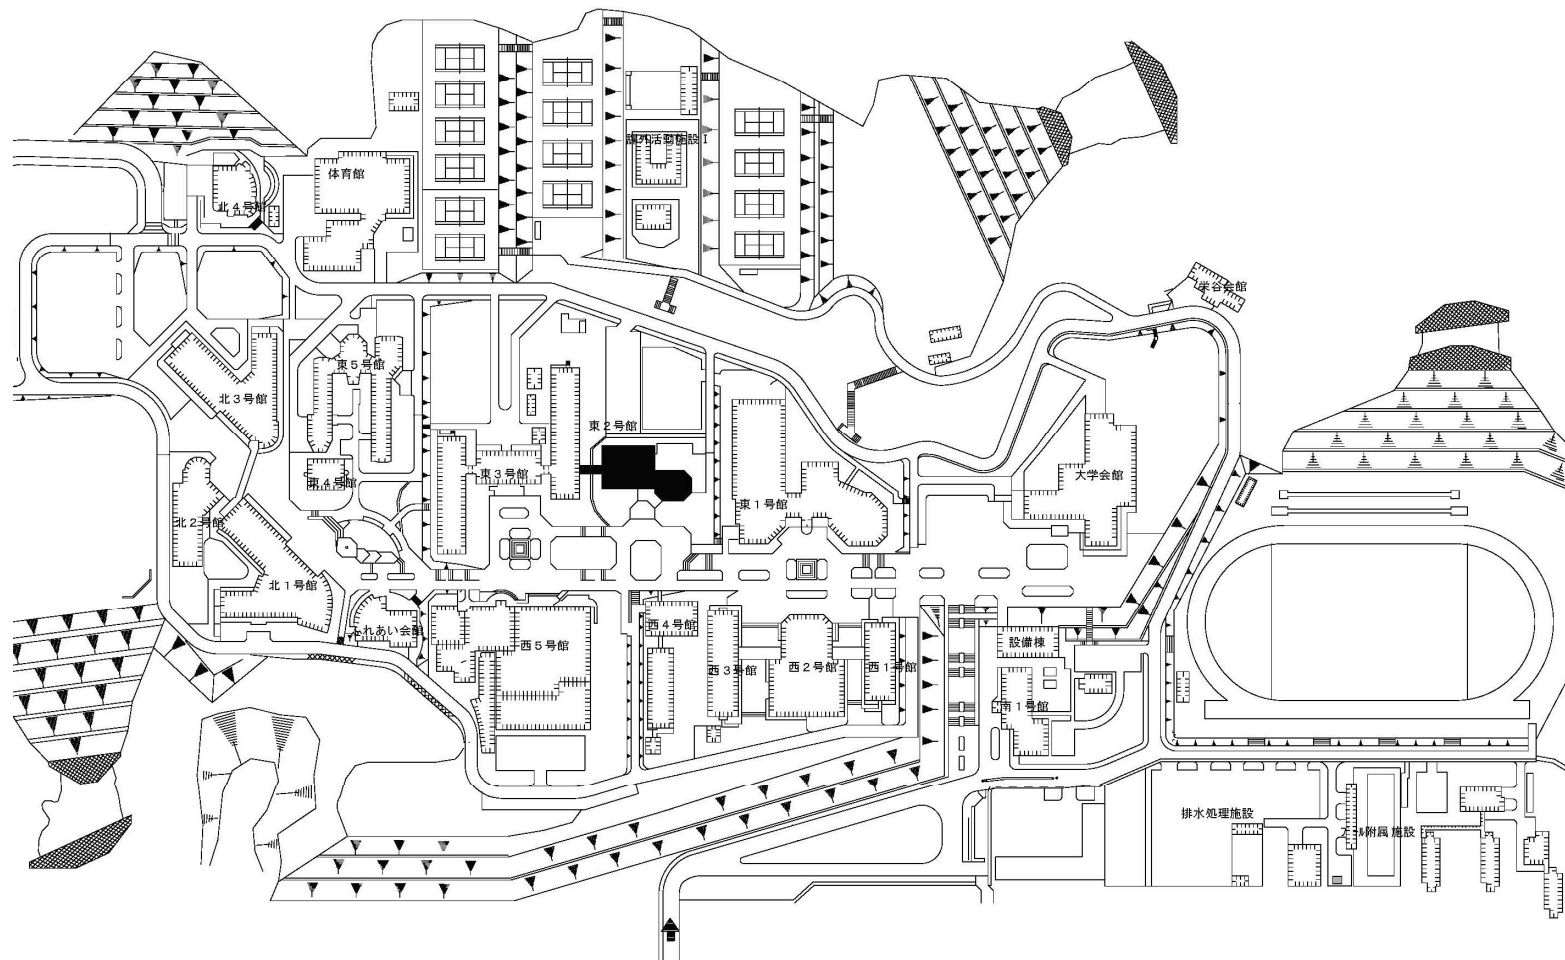 課外活動施設Ⅰ
体育館
北４号館
栄谷会館
東５号館
北３号館
東２号館
東３号館
大学会館
東４号館
東１号館
北２号館
北１号館
ふれあい会館
西４号館
設備棟
西５号館
西３号館
西２号館
西１号館
南１号館
排水処理施設
プール附属施設